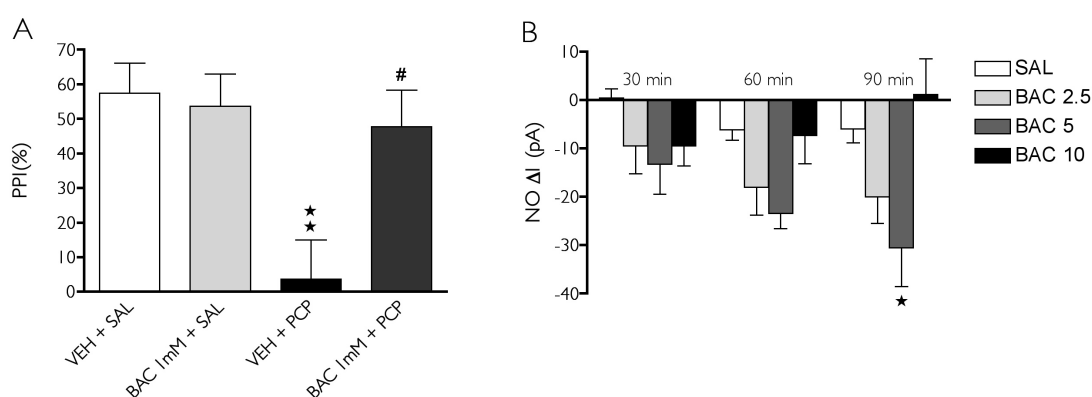 A
PPI(%)
70
60
50
40
30
20
10
0
#
★
★
VEH + SAL
BAC 1mM + SAL
VEH + PCP
BAC 1mM + PCP
B
NO ΔI (pA)
10
0
-10
-20
-30
-40
30 min
60 min
90 min
★
SAL
BAC 2.5
BAC 5
BAC 10